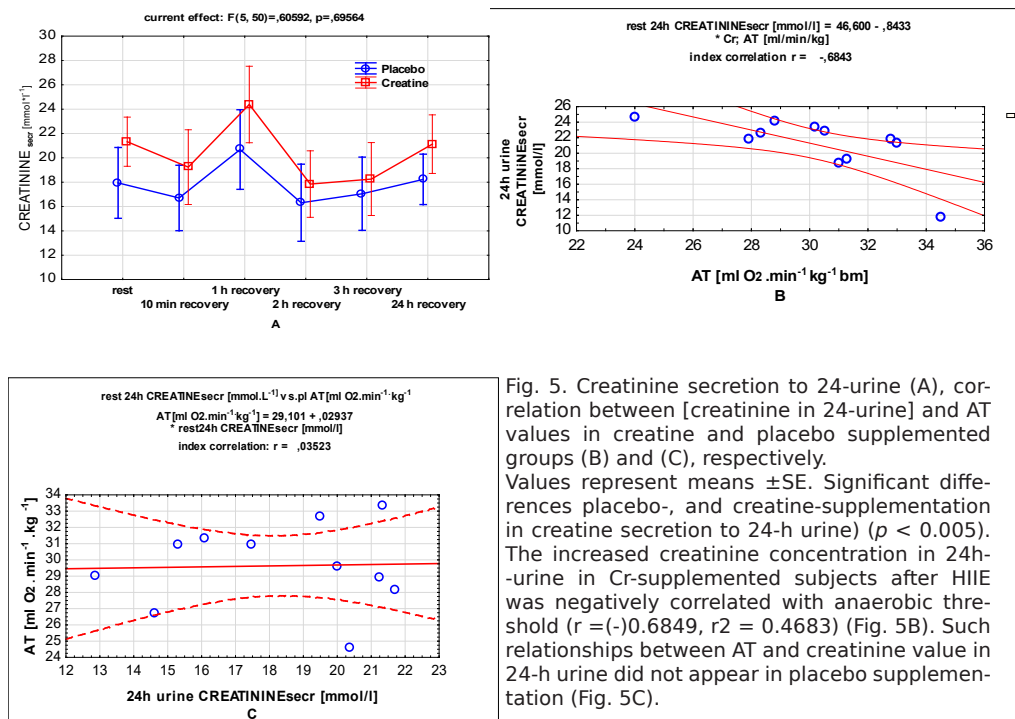 current effect: F(5, 50)=,60592, p=,69564
30
28
26
24
22
20
18
16
14
12
10
CREATININE secr [mmol*l-1]
Placebo
Creatine
rest
1 h recovery
3 h recovery
10 min recovery
2 h recovery
24 h recovery
A
rest 24h CREATININEsecr [mmol/l] = 46,600 - ,8433
* Cr; AT [ml/min/kg]
index correlation r = -,6843
26
24
22
20
18
16
14
12
10
24h urine
CREATININEsecr
[mmol/l]
22 24 26 28 30 32 34 36
AT [ml O2 .min-1 kg-1 bm]
B
rest 24h CREATINEsecr [mmol.L-1] v s.pl AT[ml O2.min-1·kg-1
AT[ml O2.min-1·kg-1] = 29,101 + ,02937
* rest24h CREATINEsecr [mmol/l]
index correlation: r = ,03523
34
33
32
31
30
29
28
27
26
25
24
AT [ml O2 . min-1 .kg-1]
12 13 14 15 16 17 18 19 20 21 22 23
24h urine CREATININEsecr [mmol/l]
C
Fig. 5. Creatinine secretion to 24-urine (A), cor-
relation between [creatinine in 24-urine] and AT
values in creatine and placebo supplemented
groups (B) and (C), respectively.
Values represent means ±SE. Significant diffe-
rences placebo-, and creatine-supplementation
in creatine secretion to 24-h urine) (p < 0.005).
The increased creatinine concentration in 24h-
-urine in Cr-supplemented subjects after HIIE
was negatively correlated with anaerobic thre-
shold (r =(-)0.6849, r2 = 0.4683) (Fig. 5B). Such
relationships between AT and creatinine value in
24-h urine did not appear in placebo supplemen-
tation (Fig. 5C).